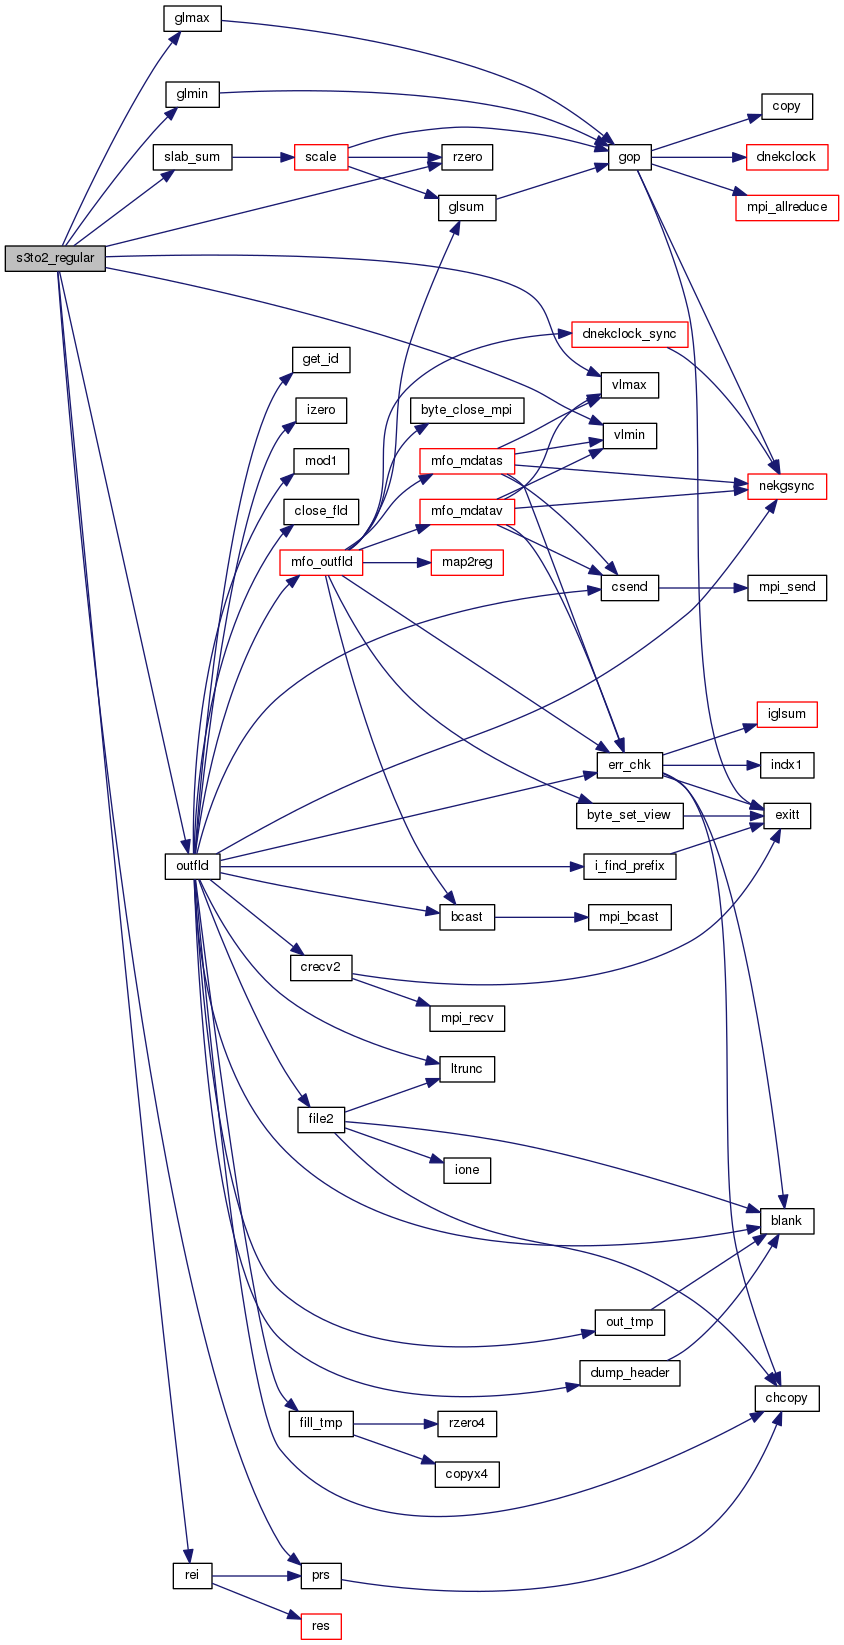 glmax
glmin
copy
slab_sum
scale
rzero
gop
dnekclock
glsum
mpi_allreduce
s3to2_regular
dnekclock_sync
get_id
vlmax
izero
byte_close_mpi
vlmin
mod1
mfo_mdatas
nekgsync
close_fld
mfo_mdatav
mfo_outfld
map2reg
csend
mpi_send
iglsum
err_chk
indx1
byte_set_view
exitt
outfld
i_find_prefix
bcast
mpi_bcast
crecv2
mpi_recv
ltrunc
file2
ione
blank
out_tmp
dump_header
chcopy
fill_tmp
rzero4
copyx4
rei
prs
res